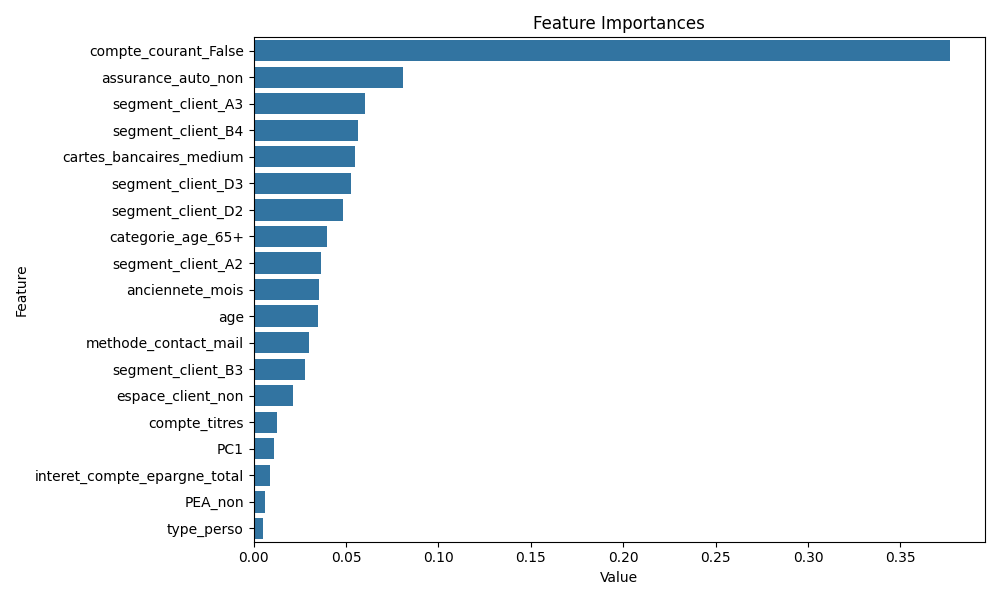 Feature Importances
compte_courant_False
assurance_auto_non
segment_client_A3
segment_client_B4
cartes_bancaires_medium
segment_client_D3
segment_client_D2
categorie_age_65+
segment_client_A2
anciennete_mois
age
methode_contact_mail
segment_client_B3
espace_client_non
compte_titres
PC1
interet_compte_epargne_total
PEA_non
type_perso
Feature
0.00 0.05 0.10 0.15 0.20 0.25 0.30 0.35
Value